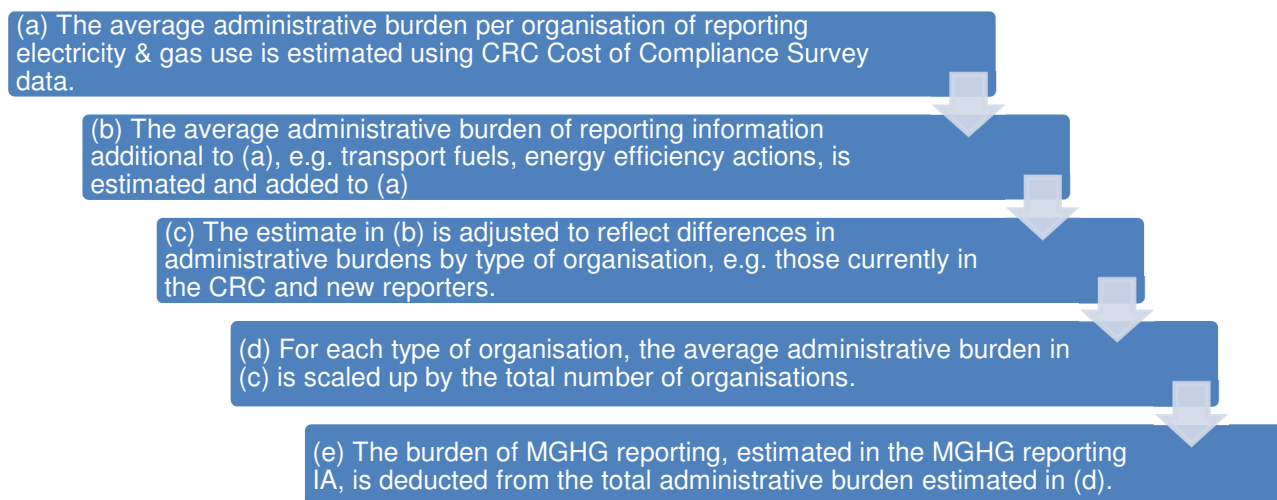 (a) The average administrative burden per organisation of reporting
electricity & gas use is estimated using CRC Cost of Compliance Survey
data.
(b) The average administrative burden of reporting information
additional to (a), e.g. transport fuels, energy efficiency actions, is
estimated and added to (a)
(c) The estimate in (b) is adjusted to reflect differences in
administrative burdens by type of organisation, e.g. those currently in
the CRC and new reporters.
(d) For each type of organisation, the average administrative burden in
(c) is scaled up by the total number of organisations.
(e) The burden of MGHG reporting, estimated in the MGHG reporting
IA, is deducted from the total administrative burden estimated in (d).